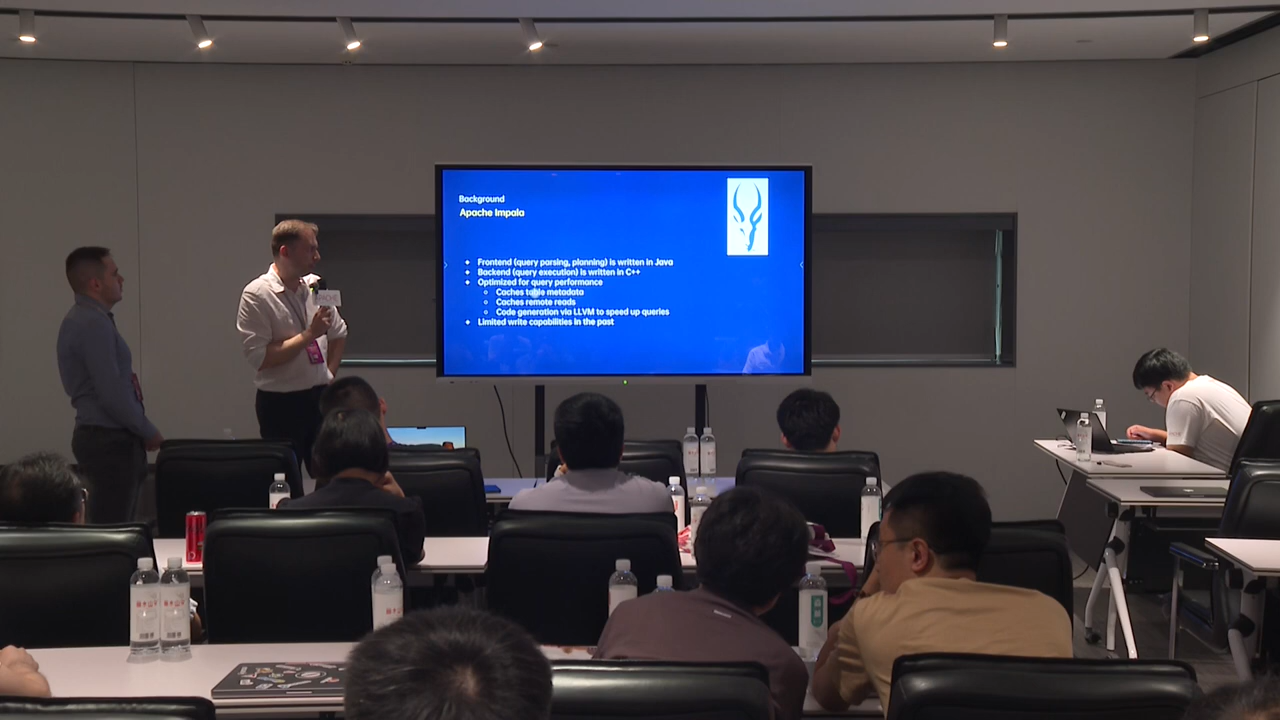 Background
Apache Impala
Frontend (query parsing, planning) is written in Java
Backend (query execution) is written in C++
Optimized for query performance
Caches table metadata
Caches remote reads
Code generation via LLVM to speed up queries
Limited write capabilities in the past